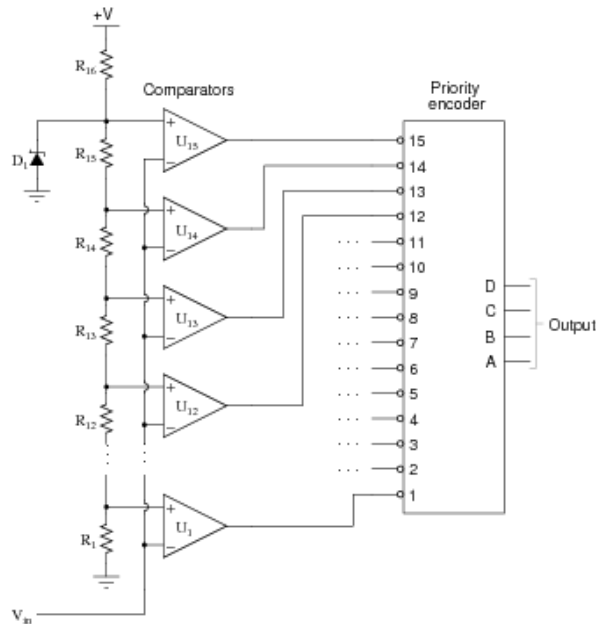 +V
R16
Comparators
Priority
encoder
D1
R15
+
−
U15
15
14
R14
+
−
U14
13
12
... 11
... 10
R13
+
−
U13
... 9
... 8
... 7
D
C
B
A
Output
R12
+
−
U12
... 6
... 5
... 4
... 3
... 2
R1
+
−
U1
1
Vin